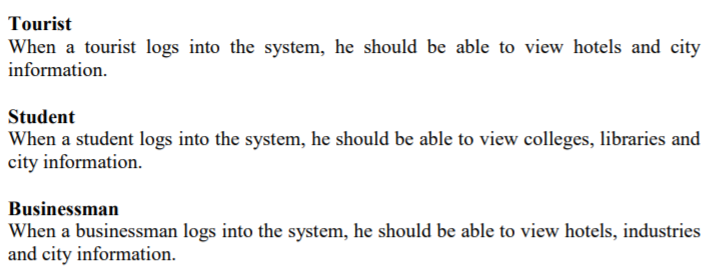 Tourist
When a tourist logs into the system, he should be able to view hotels and city
information.
Student
When a student logs into the system, he should be able to view colleges, libraries and
city information.
Businessman
When a businessman logs into the system, he should be able to view hotels, industries
and city information.